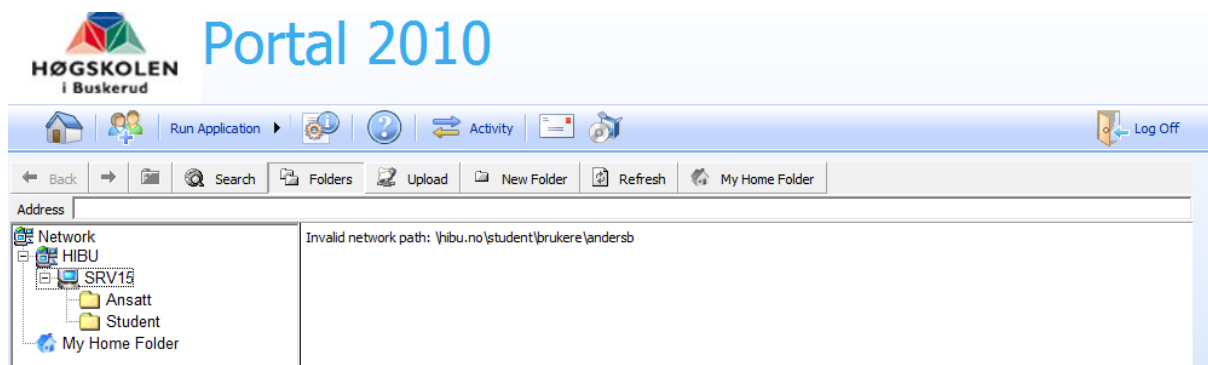 HØGSKOLEN
i Buskerud
Portal 2010
Run Application Activity Log Off
Back Search Folders Upload New Folder Refresh My Home Folder
Address
Network
HIBU
SRV15
Ansatt
Student
My Home Folder
Invalid network path: \hibu.no\student\brukere\andersb